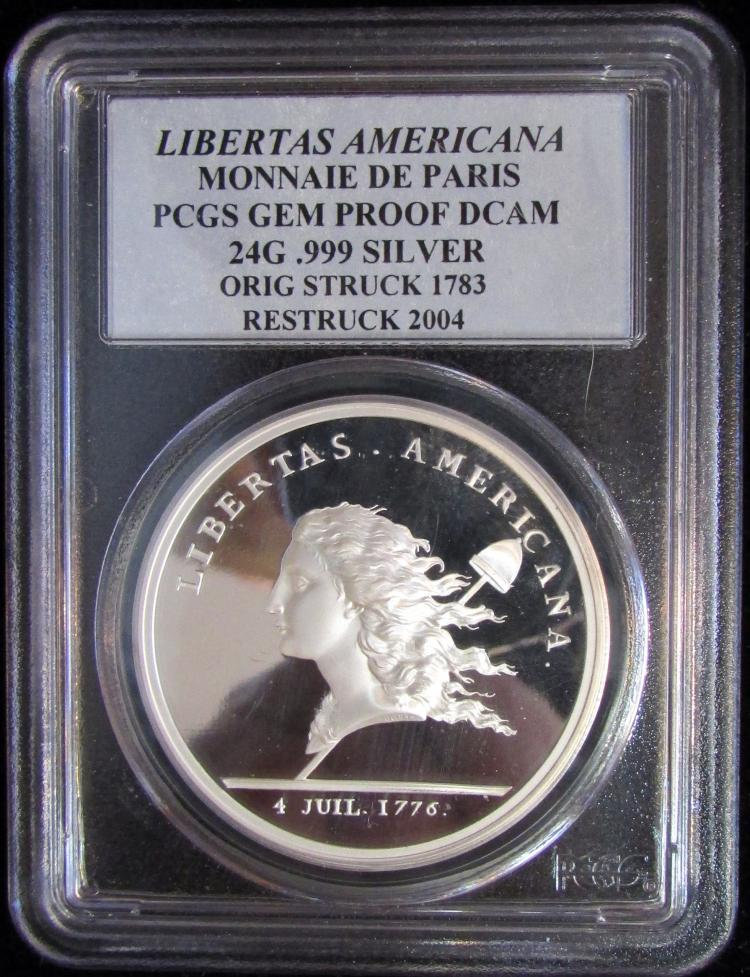 LIBERTAS AMERICANA
MONNAIE DE PARIS
PCGS GEM PROOF DCAM
24G .999 SILVER
ORIG STRUCK 1783
RESTRUCK 2004
LIBERTAS . AMERICANA.
4 JUIL. 1776.
PCGS